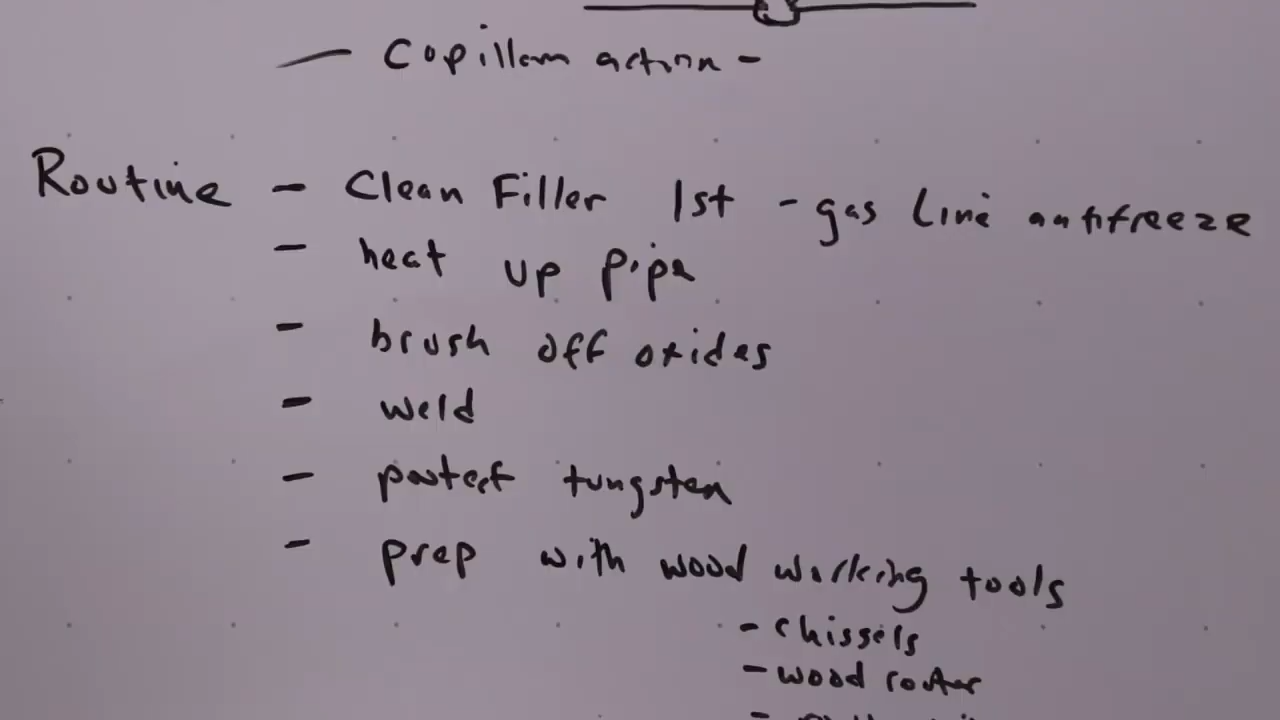 — Copillam action -
Routine - Clean Filler 1st - gas Line antifreeze
- heat up pipe
- brush off oxides
- weld
- protect tungsten
- prep with wood working tools
- chissels
- wood router